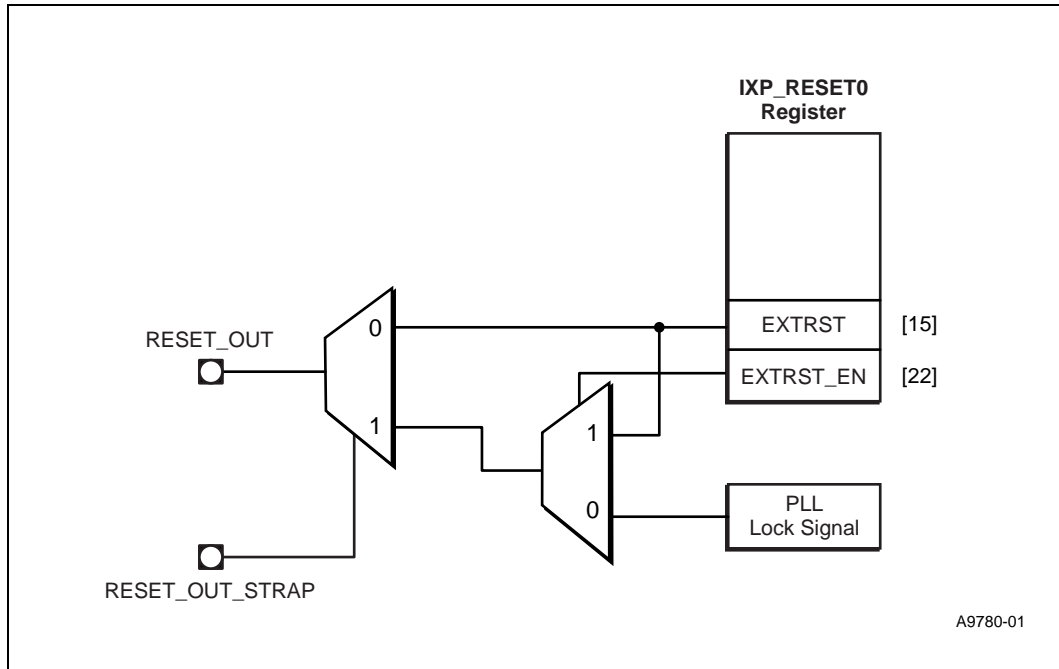 IXP_RESET0
Register
EXTRST
[15]
EXTRST_EN
[22]
RESET_OUT
0
1
1
0
PLL
Lock Signal
RESET_OUT_STRAP
A9780-01